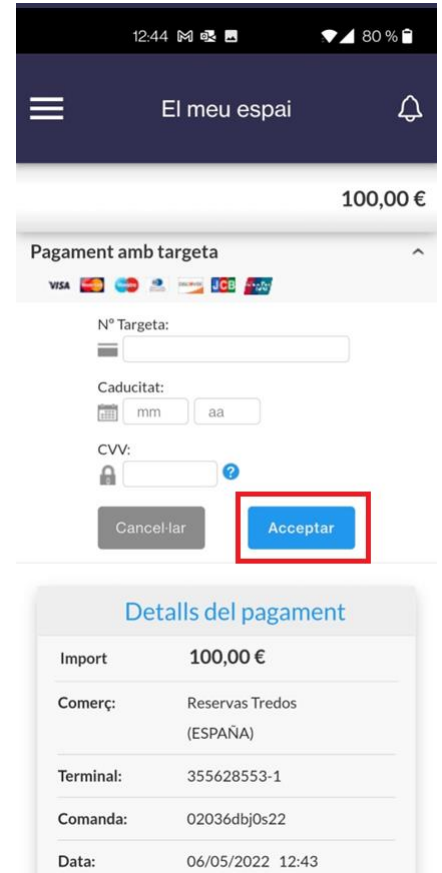 12:44 80 %
El meu espai
100,00 €
Pagament amb targeta
VISA JCB
Nº Targeta:
Caducitat:
mm aa
CVV:
?
Cancel·lar Acceptar
Detalls del pagament
Import 100,00 €
Comerç: Reservas Tredos
(ESPAÑA)
Terminal: 355628553-1
Comanda: 02036dbj0s22
Data: 06/05/2022 12:43